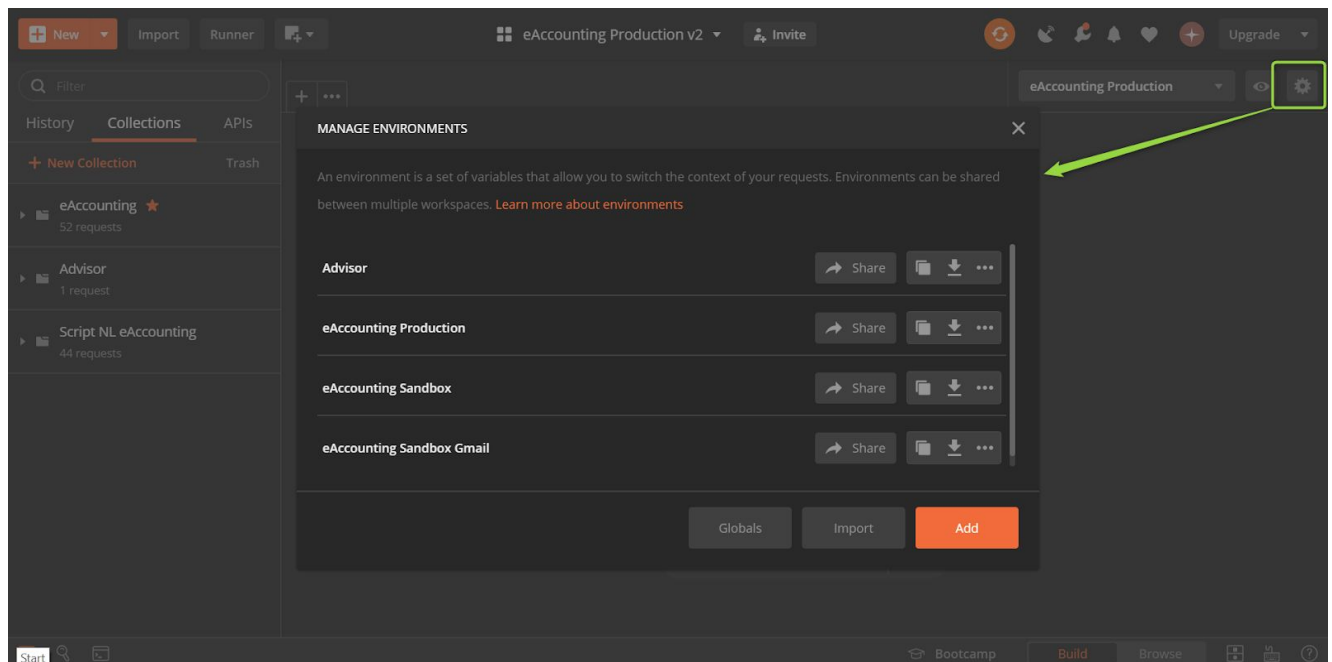 New
Import
Runner
eAccounting Production v2
Invite
Upgrade
Filter
eAccounting Production
History
Collections
APIs
MANAGE ENVIRONMENTS
+ New Collection
Trash
An environment is a set of variables that allow you to switch the context of your requests. Environments can be shared
between multiple workspaces. Learn more about environments
eAccounting
52 requests
Advisor
1 request
Script NL eAccounting
44 requests
Advisor
Share
eAccounting Production
Share
eAccounting Sandbox
Share
eAccounting Sandbox Gmail
Share
Globals
Import
Add
Start
Bootcamp
Build
Browse